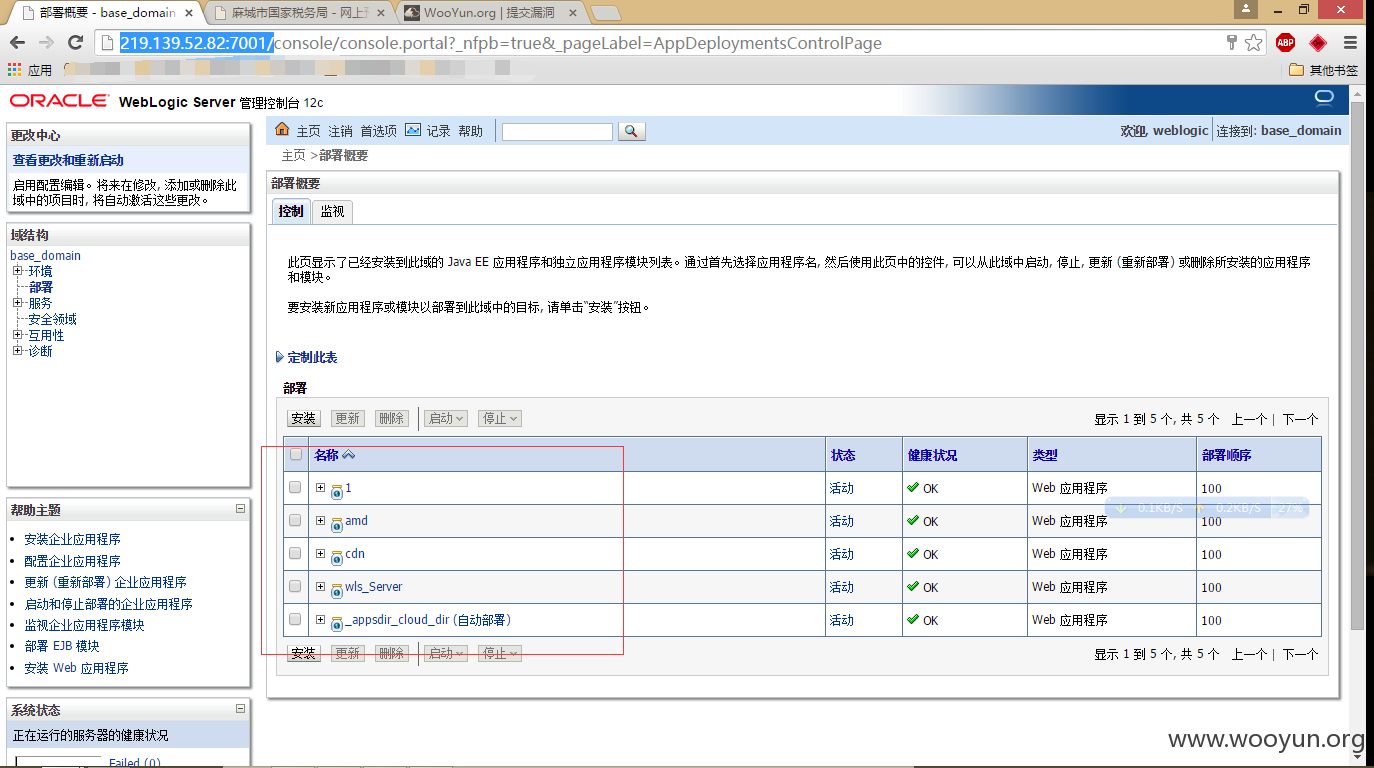 部署概要 - base_domain
麻城市国家税务局 - 网上
WooYun.org | 提交漏洞
219.139.52.82:7001/console/console.portal?_nfpb=true&_pageLabel=AppDeploymentsControlPage
ABP
应用
其他书签
ORACLE WebLogic Server 管理控制台 12c
更改中心
查看更改和重新启动
启用配置编辑。将来在修改, 添加或删除此
域中的项目时, 将自动激活这些更改。
域结构
base_domain
环境
部署
服务
安全领域
互用性
诊断
帮助主题
安装企业应用程序
配置企业应用程序
更新 (重新部署) 企业应用程序
启动和停止部署的企业应用程序
监视企业应用程序模块
部署 EJB 模块
安装 Web 应用程序
系统状态
正在运行的服务器的健康状况
Failed (0)
主页 注销 首选项 记录 帮助
欢迎, weblogic 连接到: base_domain
主页 >部署概要
部署概要
控制 监视
此页显示了已经安装到此域的 Java EE 应用程序和独立应用程序模块列表。通过首先选择应用程序名, 然后使用此页中的控件, 可以从此域中启动, 停止, 更新 (重新部署) 或删除所安装的应用程序
和模块。
要安装新应用程序或模块以部署到此域中的目标, 请单击“安装”按钮。
定制此表
部署
安装 更新 删除 启动 停止 显示 1 到 5 个, 共 5 个 上一个 | 下一个
名称 状态 健康状况 类型 部署顺序
1 活动 OK Web 应用程序 100
0.1KB/S 0.2KB/S 27%
amd 活动 OK Web 应用程序 100
cdn 活动 OK Web 应用程序 100
wls_Server 活动 OK Web 应用程序 100
_appsdir_cloud_dir (自动部署) 活动 OK Web 应用程序 100
安装 更新 删除 启动 停止 显示 1 到 5 个, 共 5 个 上一个 | 下一个
www.wooyun.org